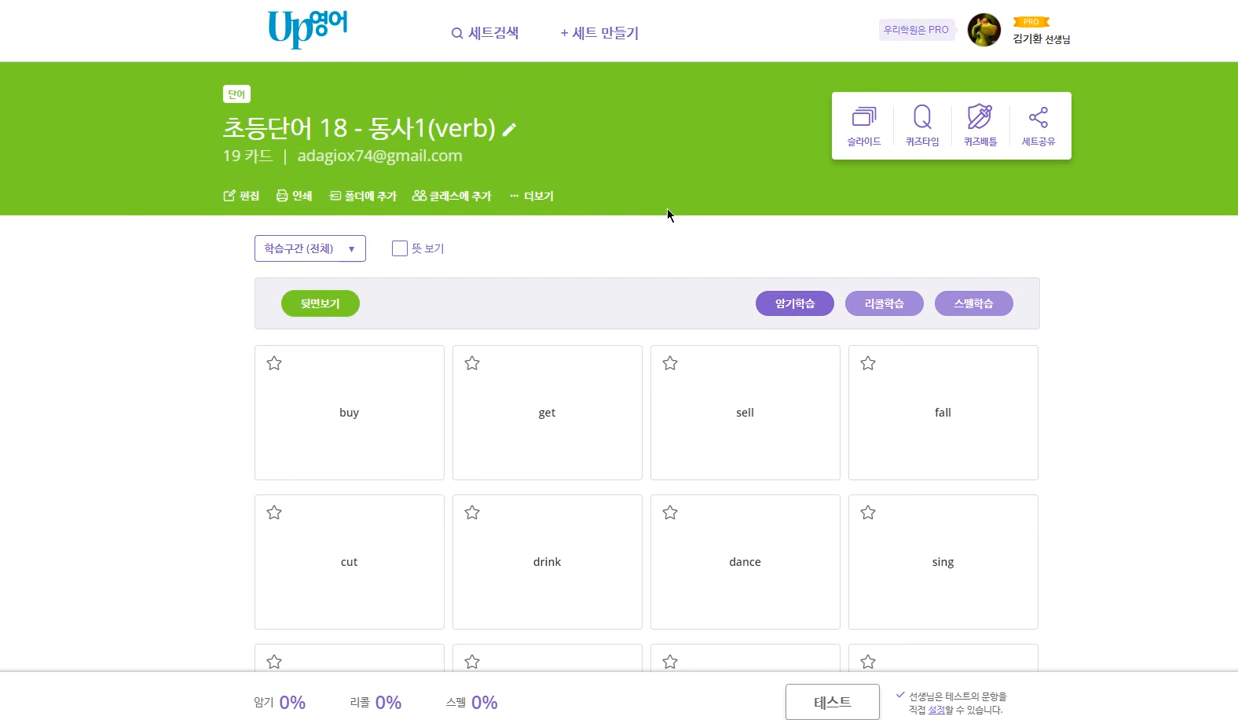 Up영어
세트검색
+ 세트 만들기
우리학원은 PRO
PRO
김기환 선생님
단어
초등단어 18 - 동사1(verb)
19 카드 | adagiox74@gmail.com
편집
인쇄
폴더에 추가
클래스에 추가
··· 더보기
슬라이드
퀴즈타임
퀴즈배틀
세트공유
학습구간 (전체) ▼
뜻 보기
뒷면보기
암기학습
리콜학습
스펠학습
buy
get
sell
fall
cut
drink
dance
sing
암기 0%
리콜 0%
스펠 0%
테스트
선생님은 테스트의 문항을
직접 설정할 수 있습니다.